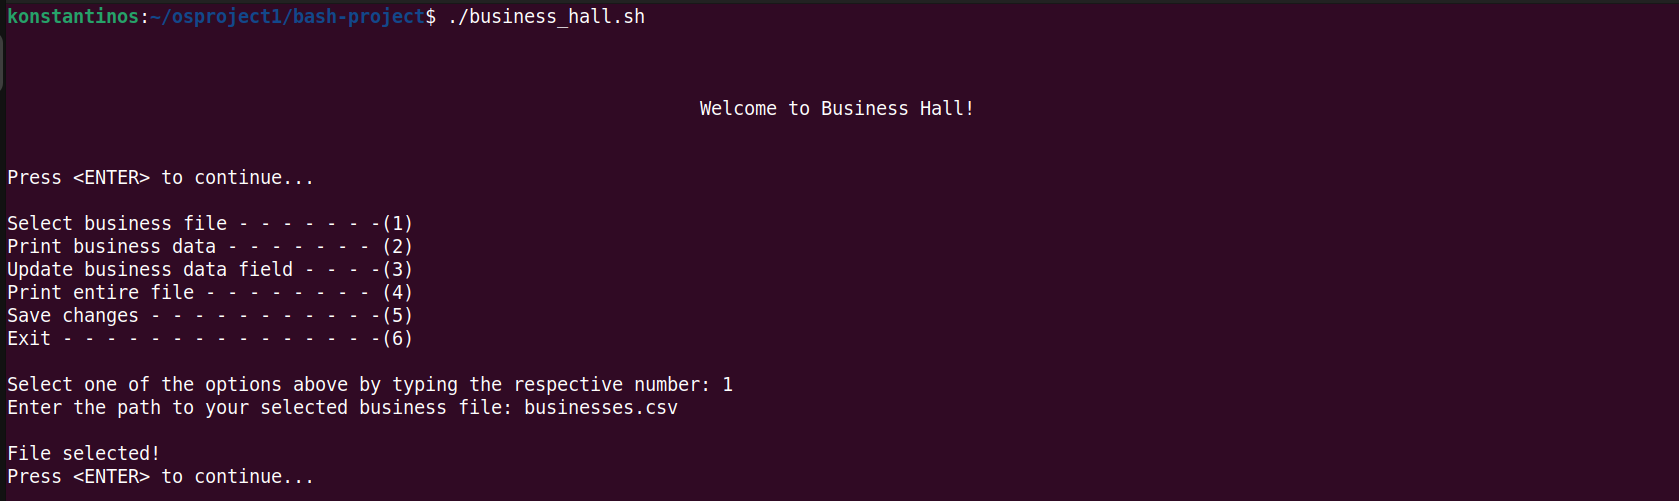 konstantinos:~/osproject1/bash-project$ ./business_hall.sh
Welcome to Business Hall!
Press <ENTER> to continue...
Select business file - - - - - - -(1)
Print business data - - - - - - - (2)
Update business data field - - - -(3)
Print entire file - - - - - - - - (4)
Save changes - - - - - - - - - - -(5)
Exit - - - - - - - - - - - - - - -(6)
Select one of the options above by typing the respective number: 1
Enter the path to your selected business file: businesses.csv
File selected!
Press <ENTER> to continue...